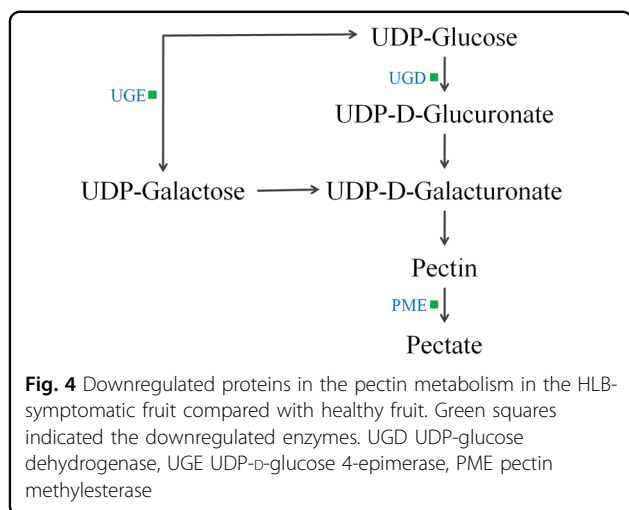 UDP-Glucose
UGE
UGD
UDP-D-Glucuronate
UDP-Galactose
UDP-D-Galacturonate
Pectin
PME
Pectate
Fig. 4 Downregulated proteins in the pectin metabolism in the HLB-
symptomatic fruit compared with healthy fruit. Green squares
indicated the downregulated enzymes. UGD UDP-glucose
dehydrogenase, UGE UDP-D-glucose 4-epimerase, PME pectin
methylesterase